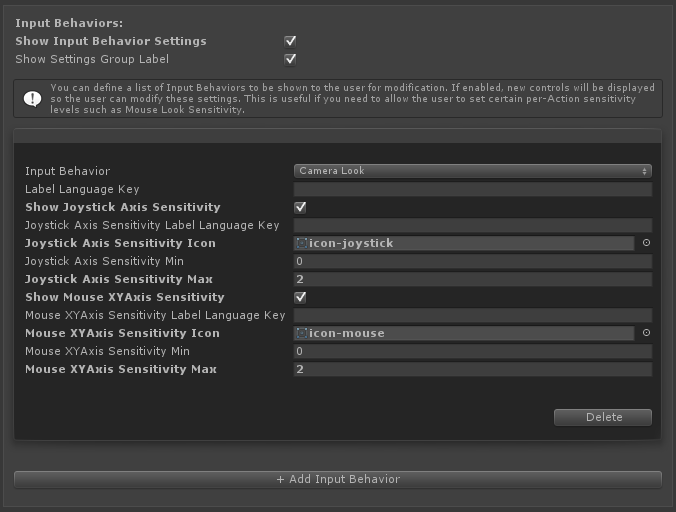 Input Behaviors:
Show Input Behavior Settings
Show Settings Group Label
You can define a list of Input Behaviors to be shown to the user for modification. If enabled, new controls will be displayed
so the user can modify these settings. This is useful if you need to allow the user to set certain per-Action sensitivity
levels such as Mouse Look Sensitivity.
Input Behavior Camera Look
Label Language Key
Show Joystick Axis Sensitivity
Joystick Axis Sensitivity Label Language Key
Joystick Axis Sensitivity Icon icon-joystick
Joystick Axis Sensitivity Min 0
Joystick Axis Sensitivity Max 2
Show Mouse XYAxis Sensitivity
Mouse XYAxis Sensitivity Label Language Key
Mouse XYAxis Sensitivity Icon icon-mouse
Mouse XYAxis Sensitivity Min 0
Mouse XYAxis Sensitivity Max 2
Delete
+ Add Input Behavior